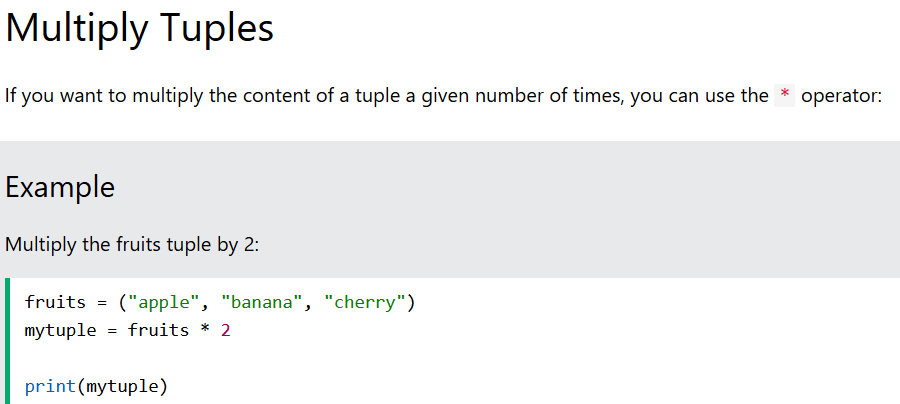 Multiply Tuples
If you want to multiply the content of a tuple a given number of times, you can use the * operator:
Example
Multiply the fruits tuple by 2:
fruits = ("apple", "banana", "cherry")
mytuple = fruits * 2
print(mytuple)